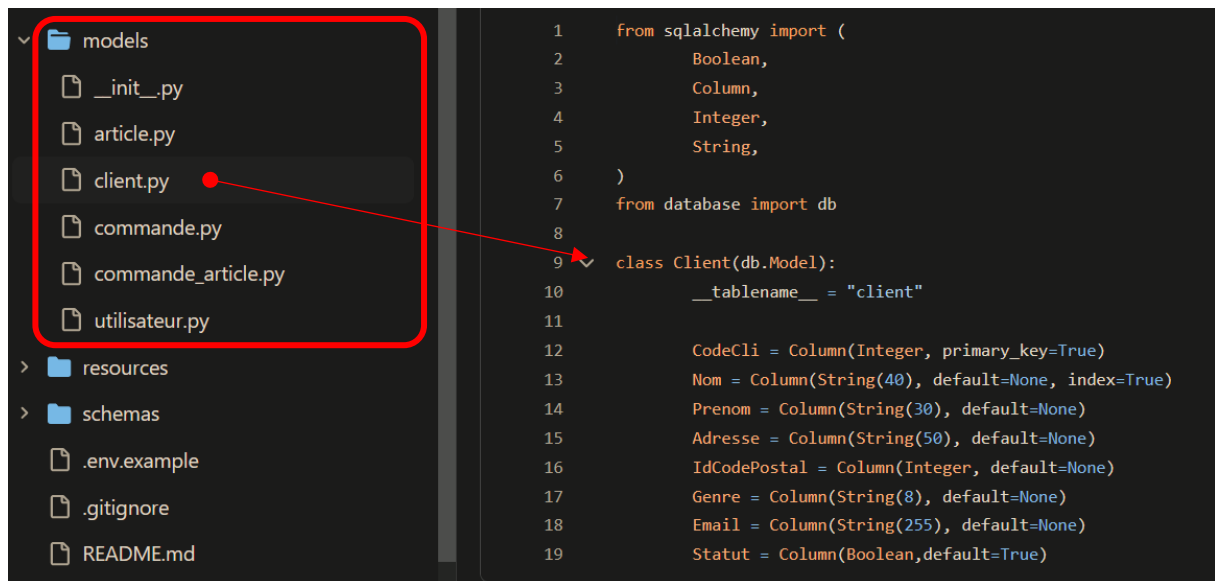 models
__init__.py
article.py
client.py
commande.py
commande_article.py
utilisateur.py
resources
schemas
.env.example
.gitignore
README.md
1 from sqlalchemy import (
2 Boolean,
3 Column,
4 Integer,
5 String,
6 )
7 from database import db
8
9 class Client(db.Model):
10 __tablename__ = "client"
11
12 CodeCli = Column(Integer, primary_key=True)
13 Nom = Column(String(40), default=None, index=True)
14 Prenom = Column(String(30), default=None)
15 Adresse = Column(String(50), default=None)
16 IdCodePostal = Column(Integer, default=None)
17 Genre = Column(String(8), default=None)
18 Email = Column(String(255), default=None)
19 Statut = Column(Boolean,default=True)